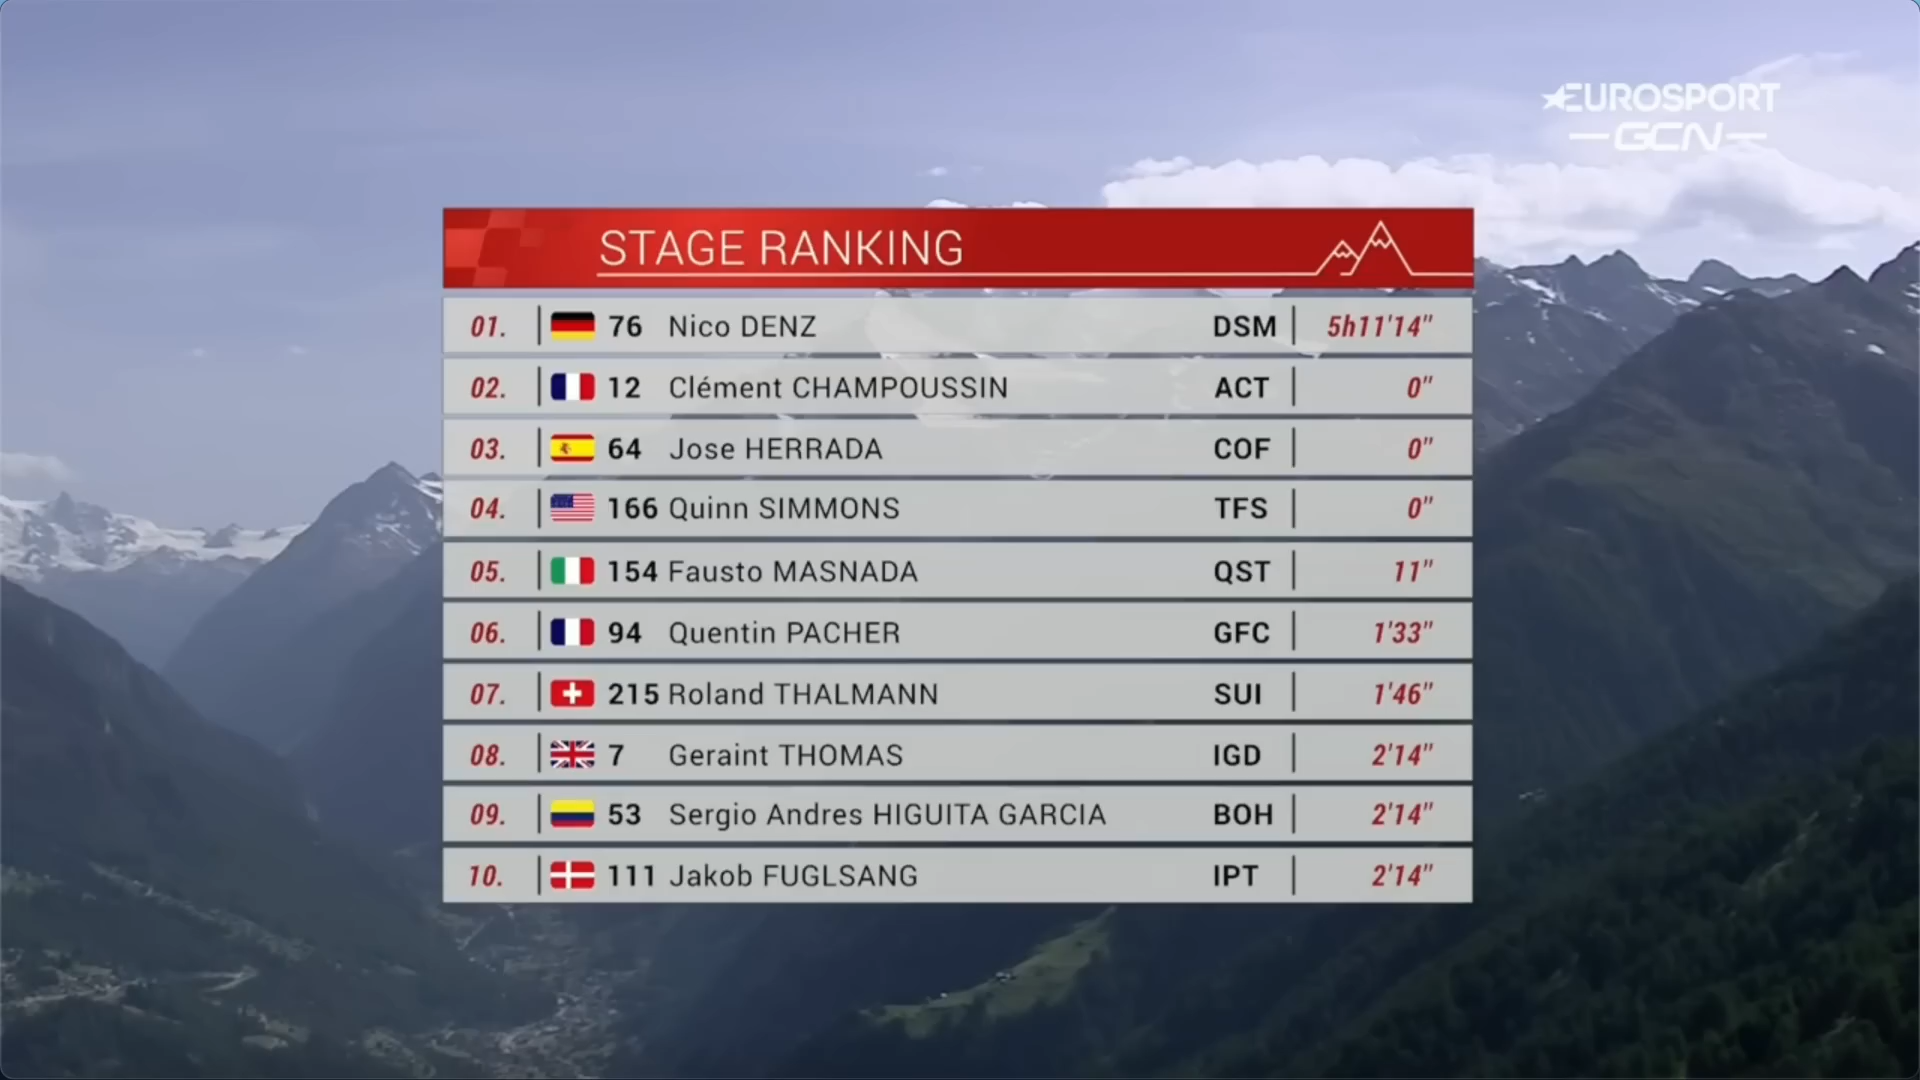 EUROSPORT
GCN
STAGE RANKING
01. 76 Nico DENZ DSM 5h11'14"
02. 12 Clément CHAMPOUSSIN ACT 0"
03. 64 Jose HERRADA COF 0"
04. 166 Quinn SIMMONS TFS 0"
05. 154 Fausto MASNADA QST 11"
06. 94 Quentin PACHER GFC 1'33"
07. 215 Roland THALMANN SUI 1'46"
08. 7 Geraint THOMAS IGD 2'14"
09. 53 Sergio Andres HIGUITA GARCIA BOH 2'14"
10. 111 Jakob FUGLSANG IPT 2'14"